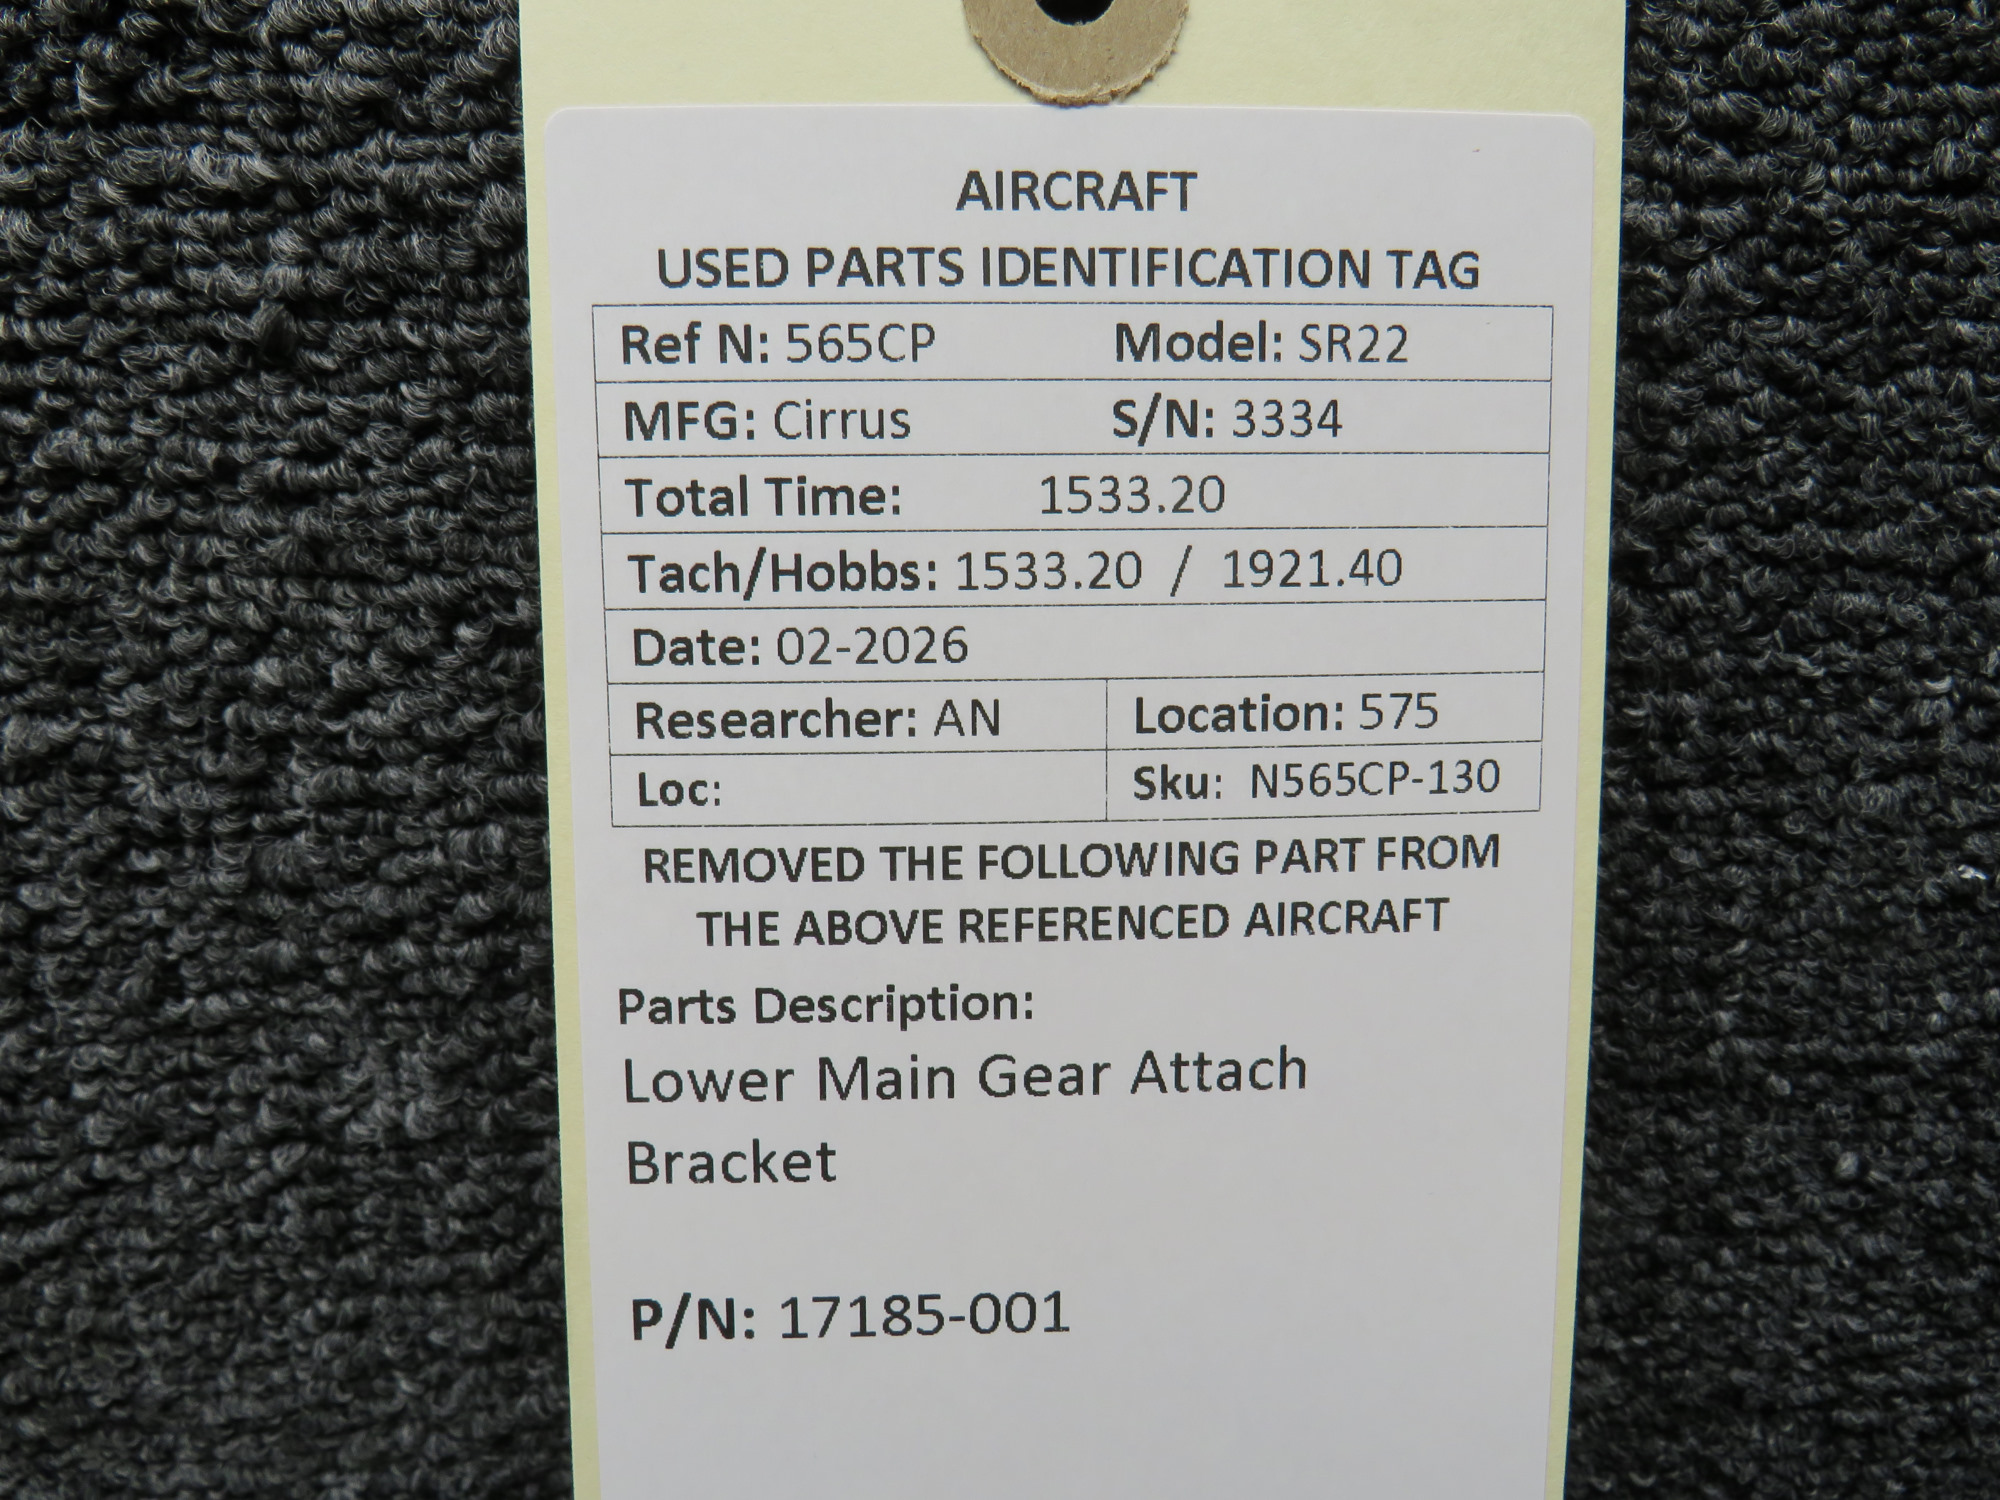 AIRCRAFT
USED PARTS IDENTIFICATION TAG
Ref N: 565CP Model: SR22
MFG: Cirrus S/N: 3334
Total Time: 1533.20
Tach/Hobbs: 1533.20 / 1921.40
Date: 02-2026
Researcher: AN Location: 575
Loc: Sku: N565CP-130
REMOVED THE FOLLOWING PART FROM
THE ABOVE REFERENCED AIRCRAFT
Parts Description:
Lower Main Gear Attach
Bracket
P/N: 17185-001